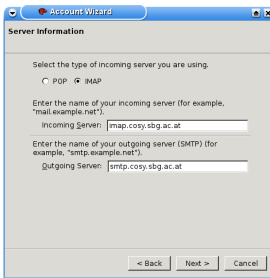 Account Wizard
Server Information
Select the type of incoming server you are using.
POP IMAP
Enter the name of your incoming server (for example,
"mail.example.net").
Incoming Server: imap.cosy.sbg.ac.at
Enter the name of your outgoing server (SMTP) (for
example, "smtp.example.net").
Outgoing Server: smtp.cosy.sbg.ac.at
< Back Next > Cancel